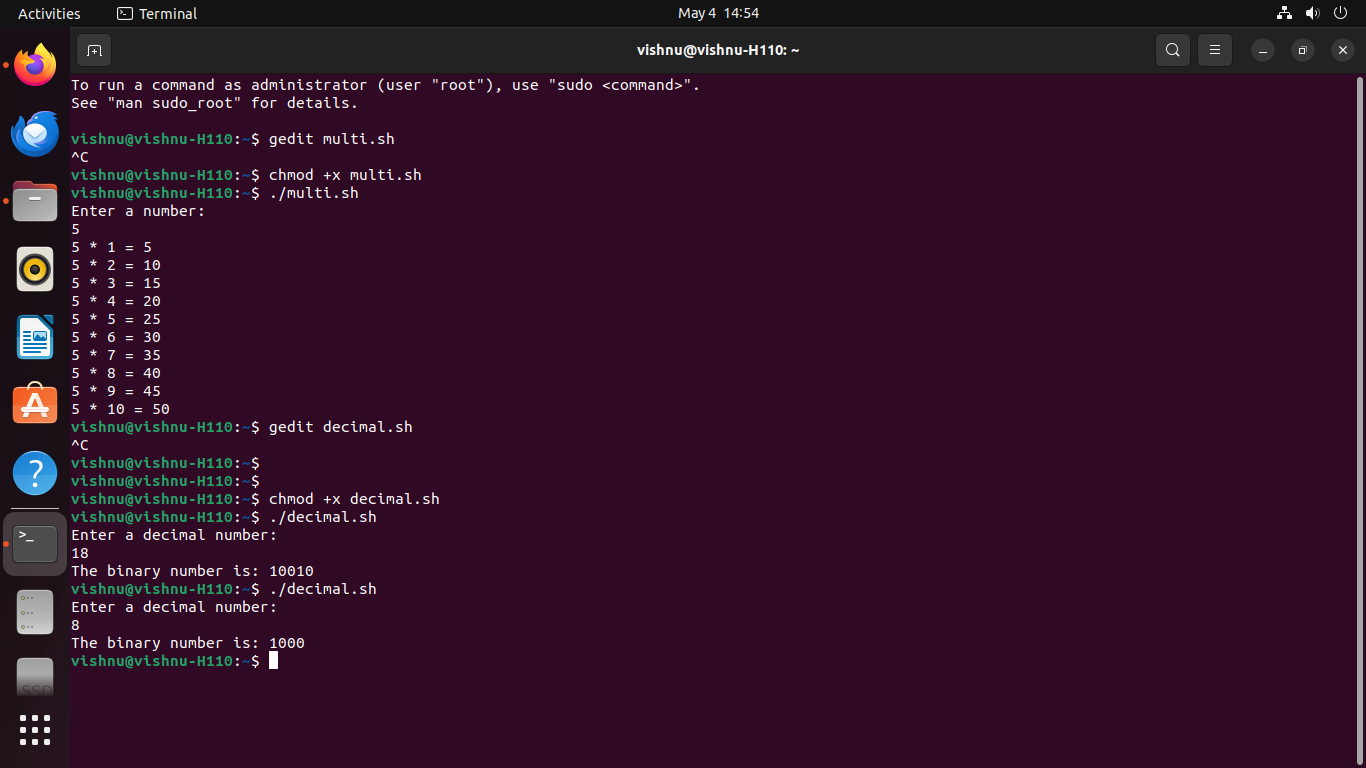 Activities Terminal May 4 14:54
vishnu@vishnu-H110: ~
To run a command as administrator (user "root"), use "sudo <command>".
See "man sudo_root" for details.
vishnu@vishnu-H110:~$ gedit multi.sh
^C
vishnu@vishnu-H110:~$ chmod +x multi.sh
vishnu@vishnu-H110:~$ ./multi.sh
Enter a number:
5
5 * 1 = 5
5 * 2 = 10
5 * 3 = 15
5 * 4 = 20
5 * 5 = 25
5 * 6 = 30
5 * 7 = 35
5 * 8 = 40
5 * 9 = 45
5 * 10 = 50
vishnu@vishnu-H110:~$ gedit decimal.sh
^C
vishnu@vishnu-H110:~$
vishnu@vishnu-H110:~$
vishnu@vishnu-H110:~$ chmod +x decimal.sh
vishnu@vishnu-H110:~$ ./decimal.sh
Enter a decimal number:
18
The binary number is: 10010
vishnu@vishnu-H110:~$ ./decimal.sh
Enter a decimal number:
8
The binary number is: 1000
vishnu@vishnu-H110:~$
SSD